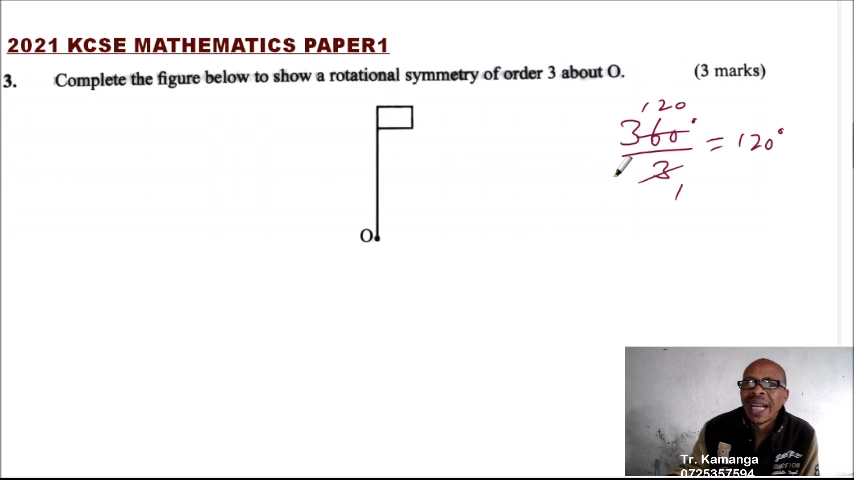 2021 KCSE MATHEMATICS PAPER1
3. Complete the figure below to show a rotational symmetry of order 3 about O. (3 marks)
120
360° = 120°
3
1
O
Tr. Kamanga
0725357594